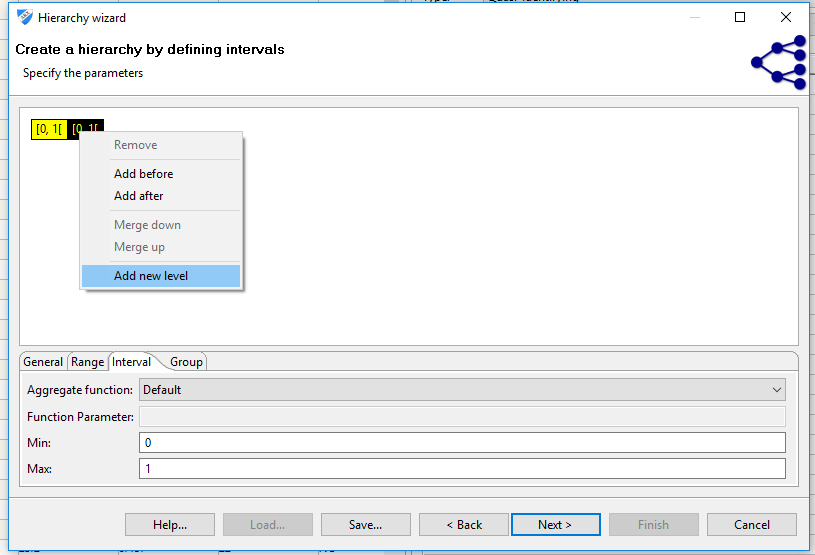 Hierarchy wizard
Create a hierarchy by defining intervals
Specify the parameters
[0, 1[ [0, 1[
Remove
Add before
Add after
Merge down
Merge up
Add new level
General Range Interval Group
Aggregate function: Default
Function Parameter:
Min: 0
Max: 1
Help... Load... Save... < Back Next > Finish Cancel